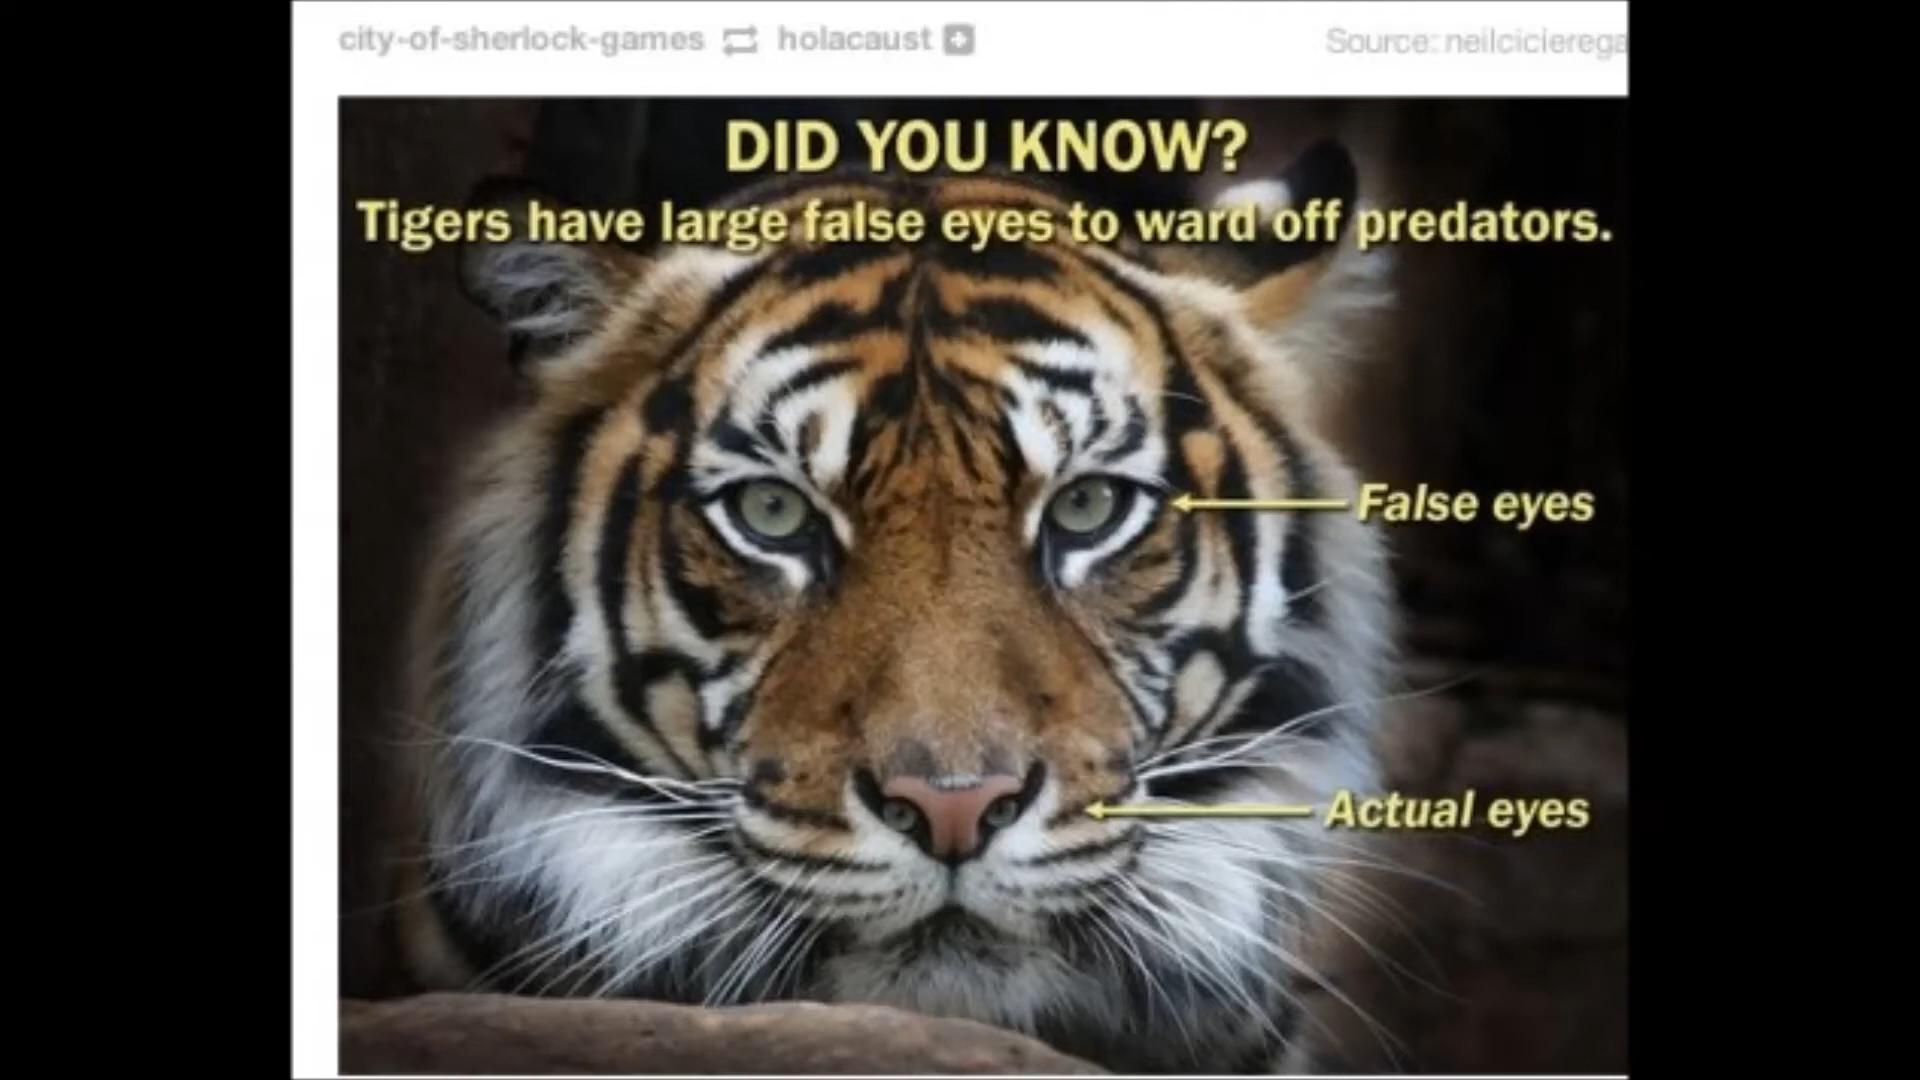 city-of-sherlock-games holacaust
Source: neilcicierega
DID YOU KNOW?
Tigers have large false eyes to ward off predators.
False eyes
Actual eyes